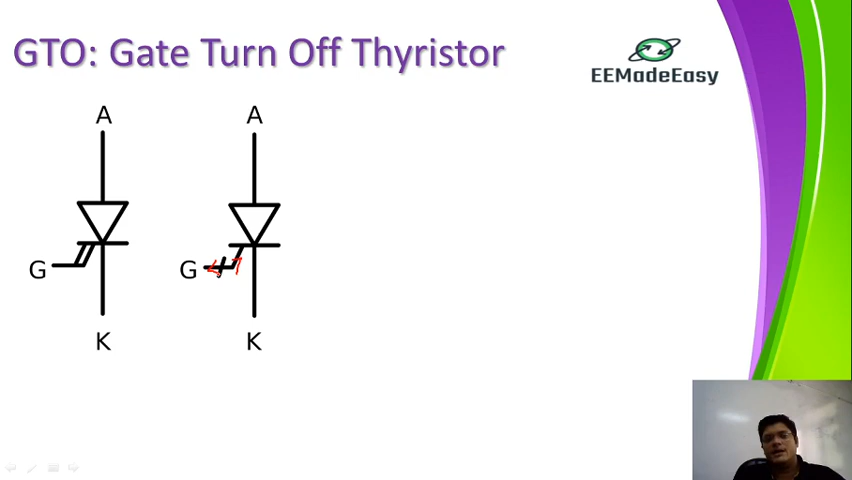 GTO: Gate Turn Off Thyristor
EEMadeEasy
A A
G G
K K